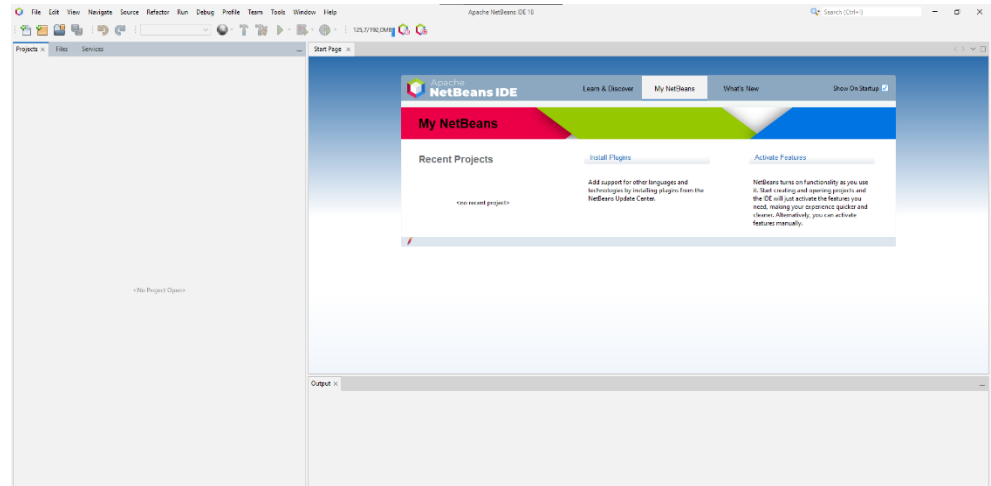 File Edit View Navigate Source Refactor Run Debug Profile Team Tools Window Help
Apache NetBeans IDE 18
Search (Ctrl+I)
Projects Files Services
Start Page
Apache
NetBeans IDE
Learn & Discover My NetBeans What's New Show On Startup
My NetBeans
Recent Projects
<no recent project>
Install Plugins
Add support for other languages and
technologies by installing plugins from the
NetBeans Update Center.
Activate Features
NetBeans turns on functionality as you use
it. Start creating and opening projects and
the IDE will just activate the features you
need, making your experience quicker and
cleaner. Alternatively, you can activate
features manually.
<No Project Open>
Output